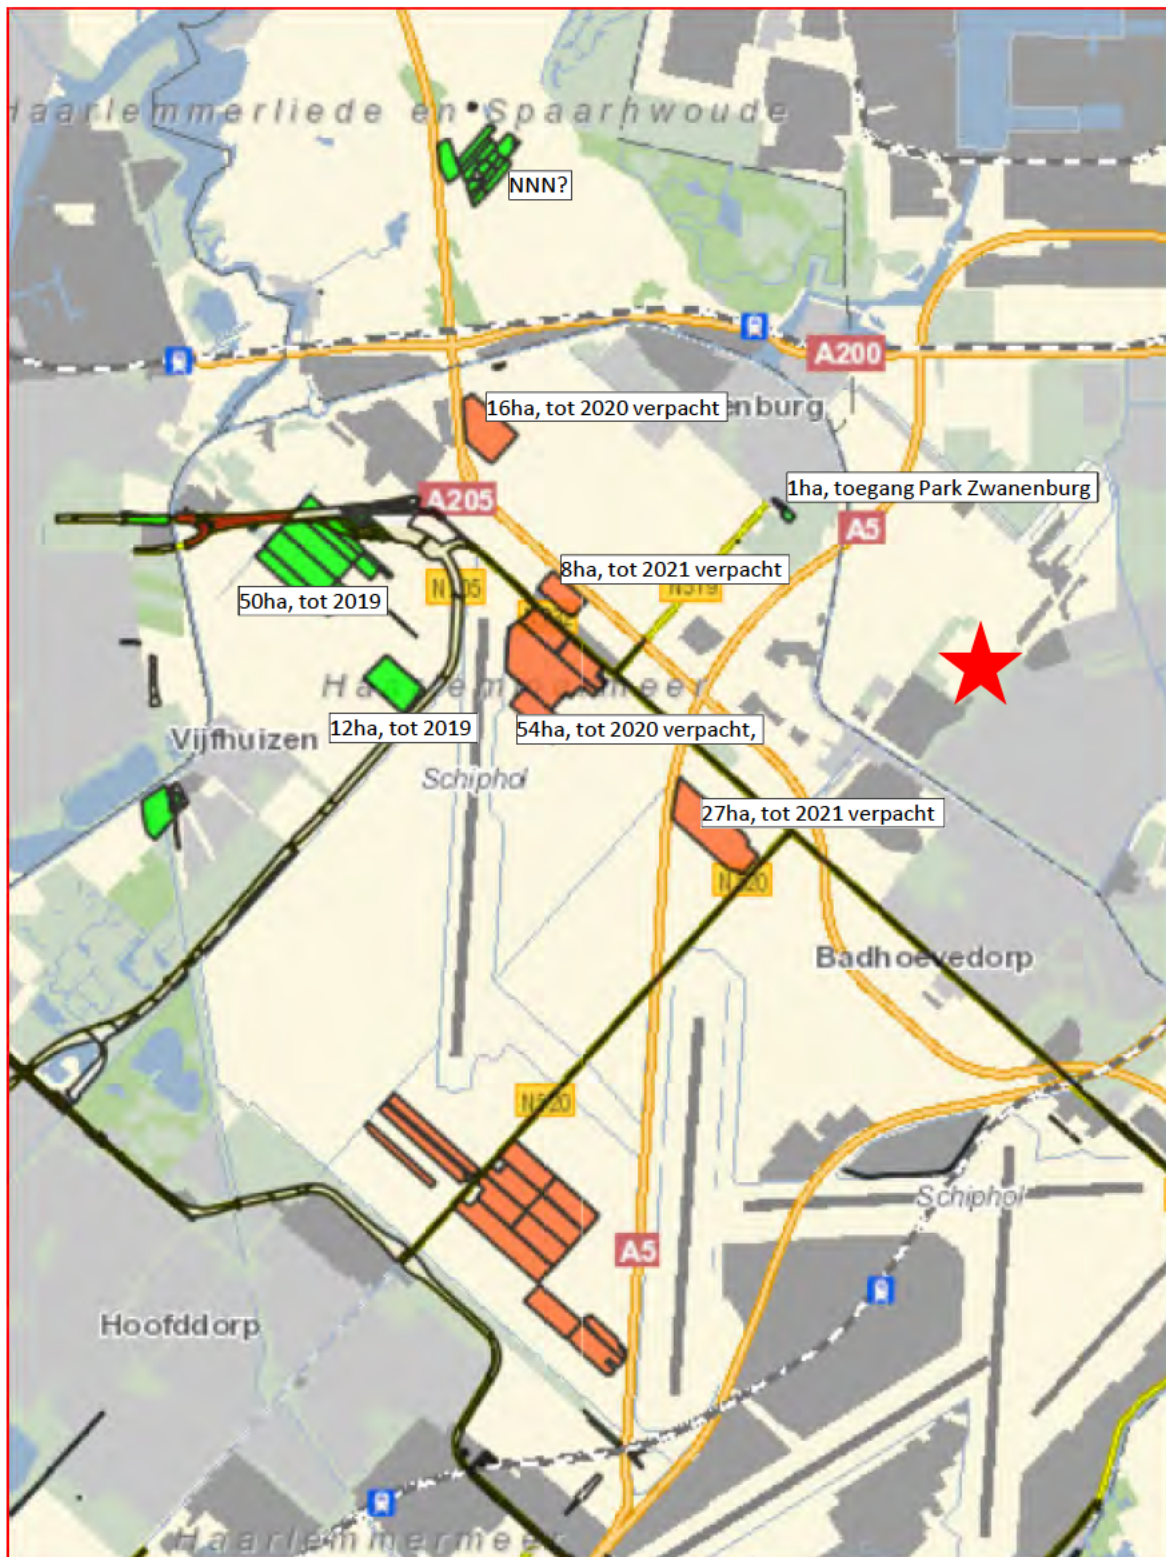 Haarlemmerliede en Spaarnwoude
NNN?
A200
16ha, tot 2020 verpacht
enburg
1ha, toegang Park Zwanenburg
A205
A5
8ha, tot 2021 verpacht
50ha, tot 2019
Haarlemmermeer
12ha, tot 2019
54ha, tot 2020 verpacht,
Vijfhuizen
Schiphol
27ha, tot 2021 verpacht
N520
Badhoevedorp
N520
Schiphol
A5
Hoofddorp
Haarlemmermeer